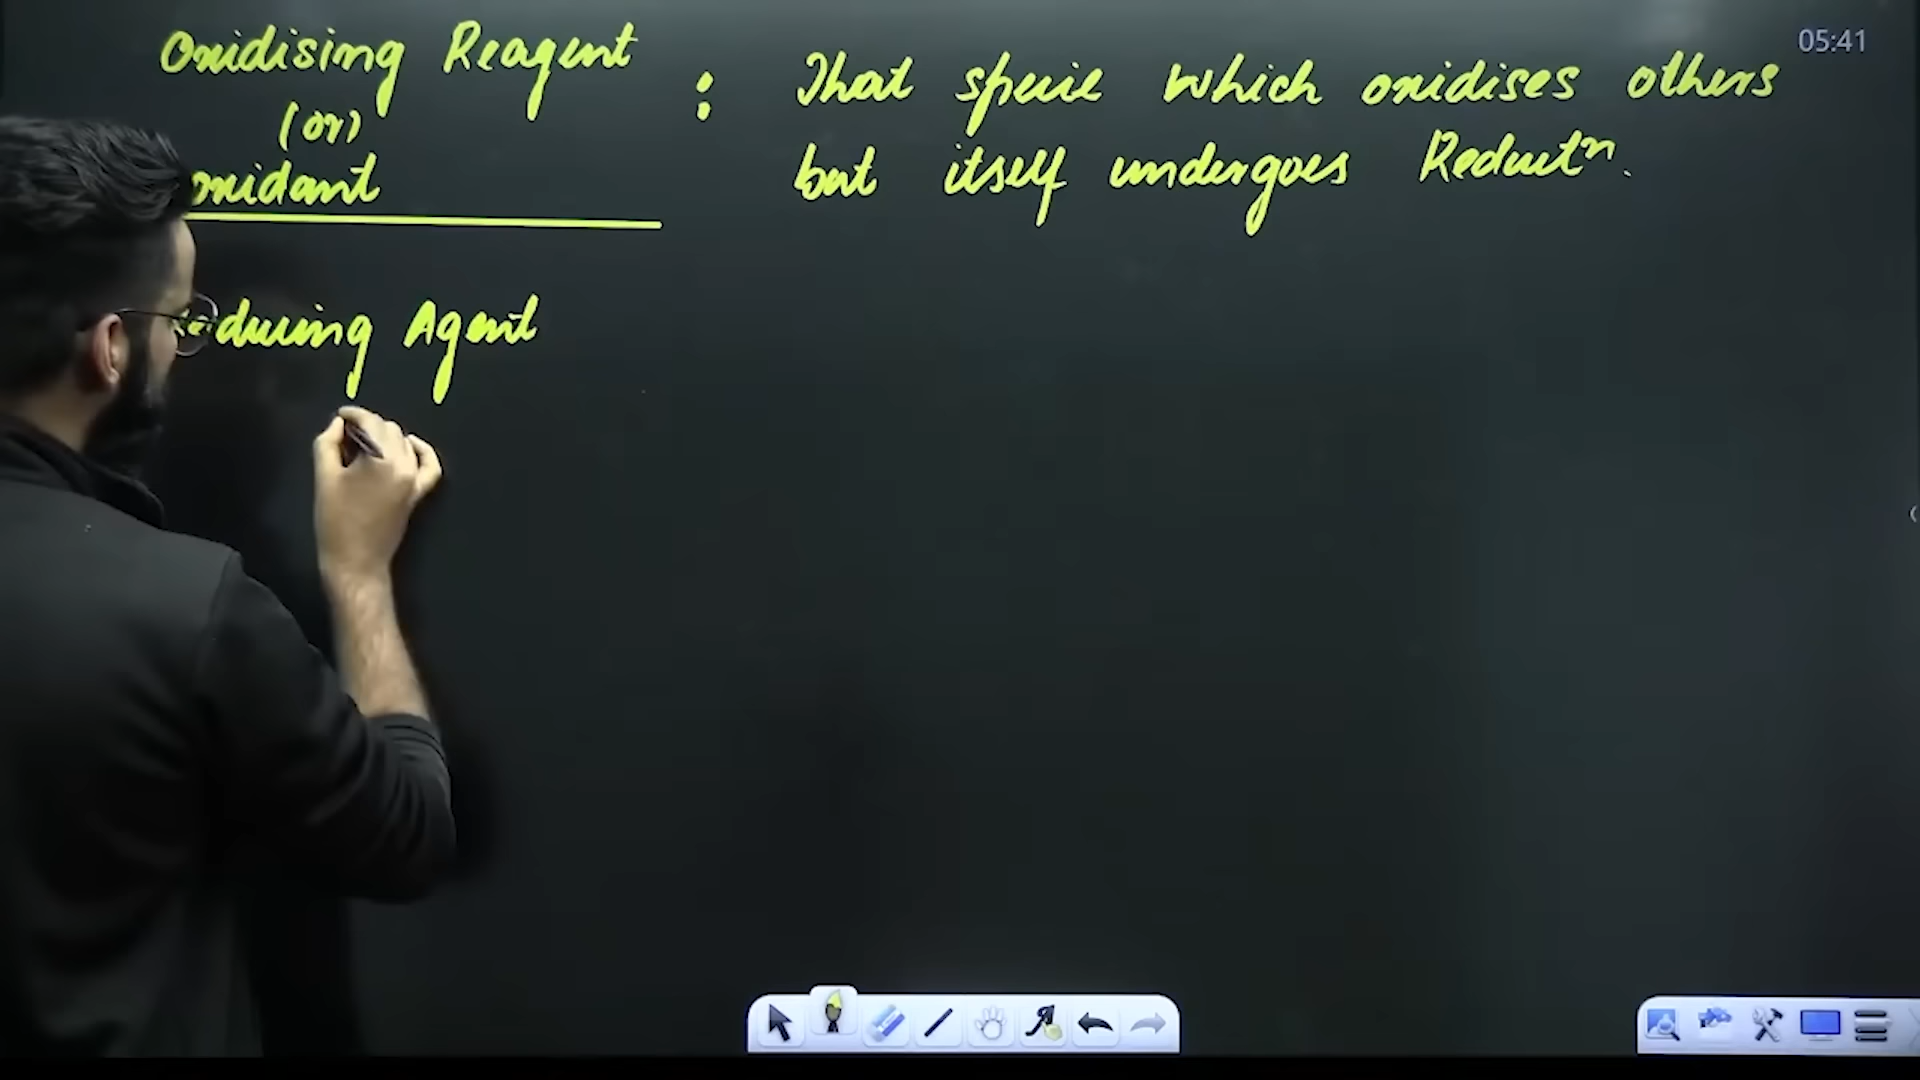 Oxidising Reagent
(or)
oxidant
: That specie which oxidises others
but itself undergoes Reductⁿ.
Reducing Agent
05:41